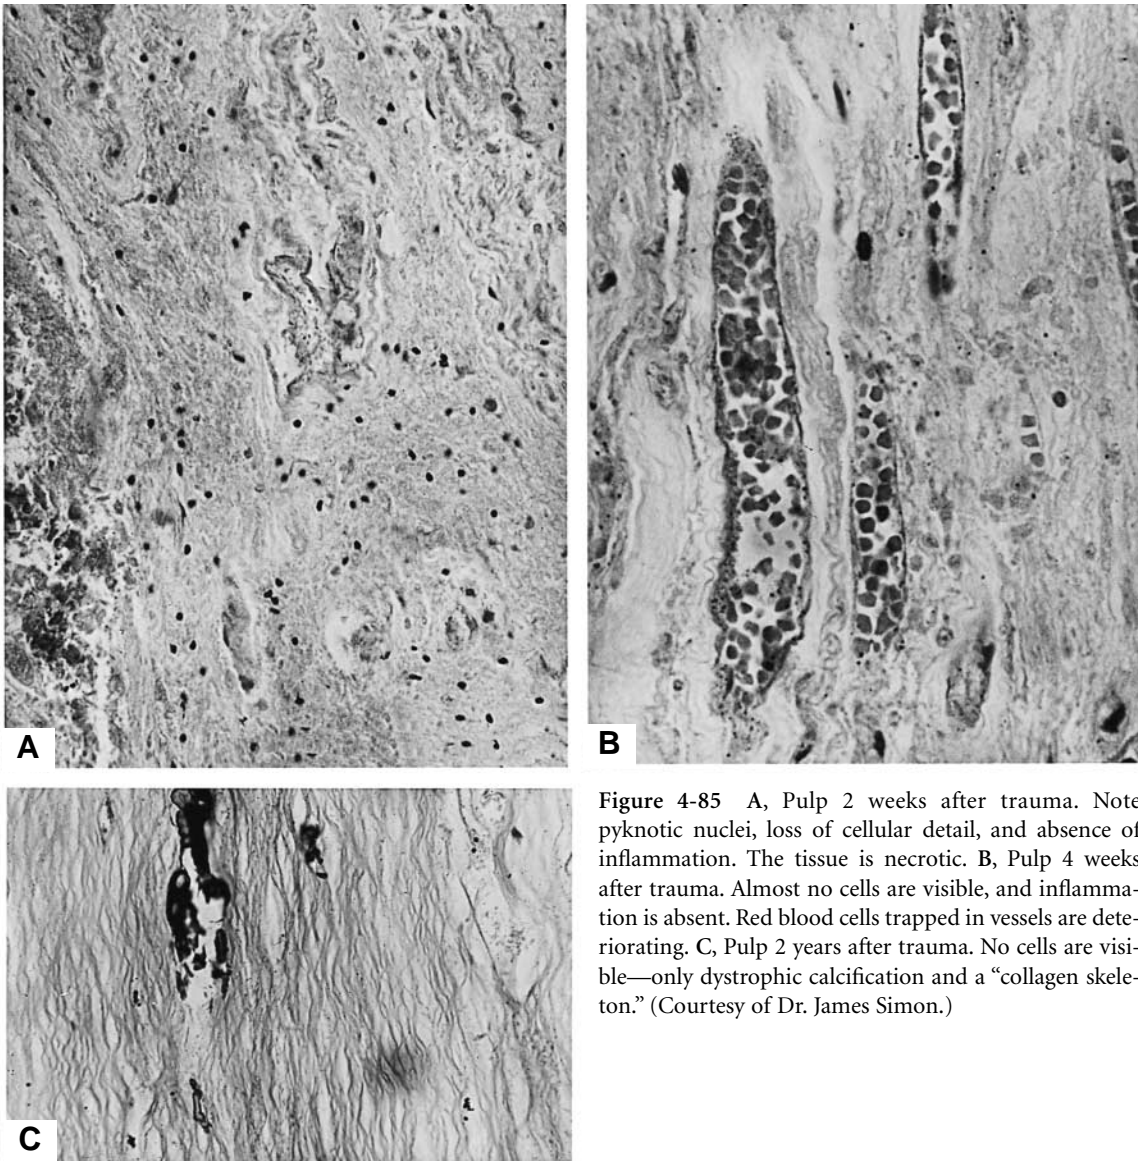 A
B
C
Figure 4-85 A, Pulp 2 weeks after trauma. Note
pyknotic nuclei, loss of cellular detail, and absence of
inflammation. The tissue is necrotic. B, Pulp 4 weeks
after trauma. Almost no cells are visible, and inflamma-
tion is absent. Red blood cells trapped in vessels are dete-
riorating. C, Pulp 2 years after trauma. No cells are visi-
ble—only dystrophic calcification and a “collagen skele-
ton.” (Courtesy of Dr. James Simon.)